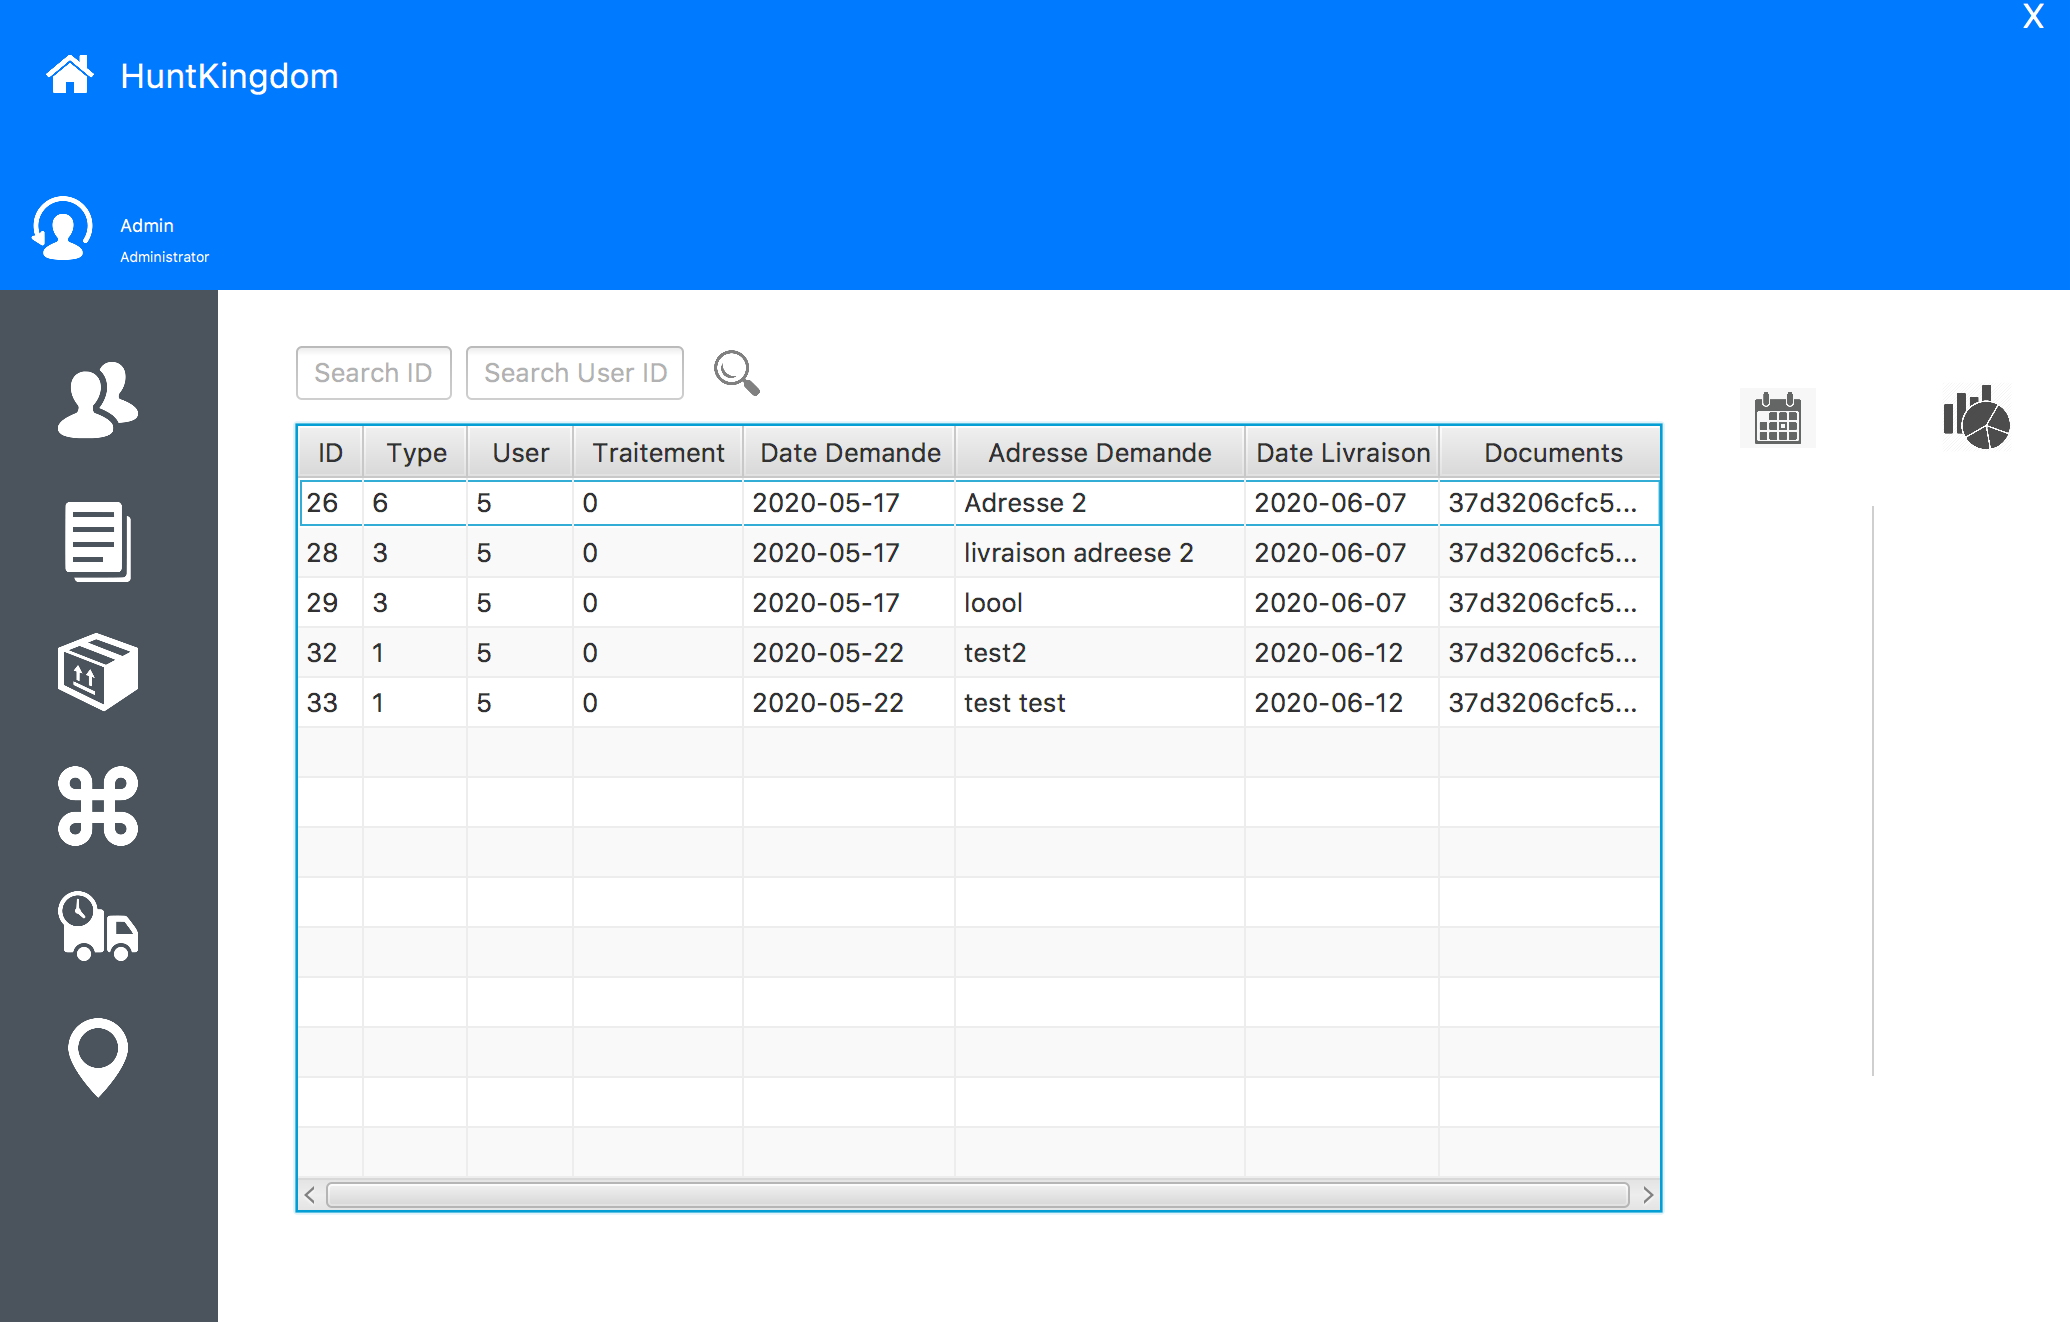 X
HuntKingdom
Admin
Administrator
Search ID Search User ID
ID Type User Traitement Date Demande Adresse Demande Date Livraison Documents
26 6 5 0 2020-05-17 Adresse 2 2020-06-07 37d3206cfc5...
28 3 5 0 2020-05-17 livraison adreese 2 2020-06-07 37d3206cfc5...
29 3 5 0 2020-05-17 loool 2020-06-07 37d3206cfc5...
32 1 5 0 2020-05-22 test2 2020-06-12 37d3206cfc5...
33 1 5 0 2020-05-22 test test 2020-06-12 37d3206cfc5...